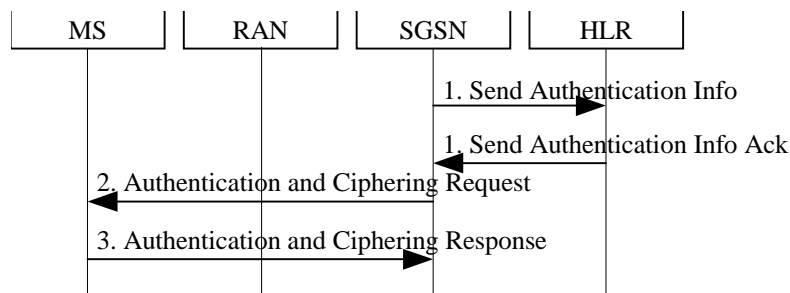 MS RAN SGSN HLR
1. Send Authentication Info
1. Send Authentication Info Ack
2. Authentication and Ciphering Request
3. Authentication and Ciphering Response